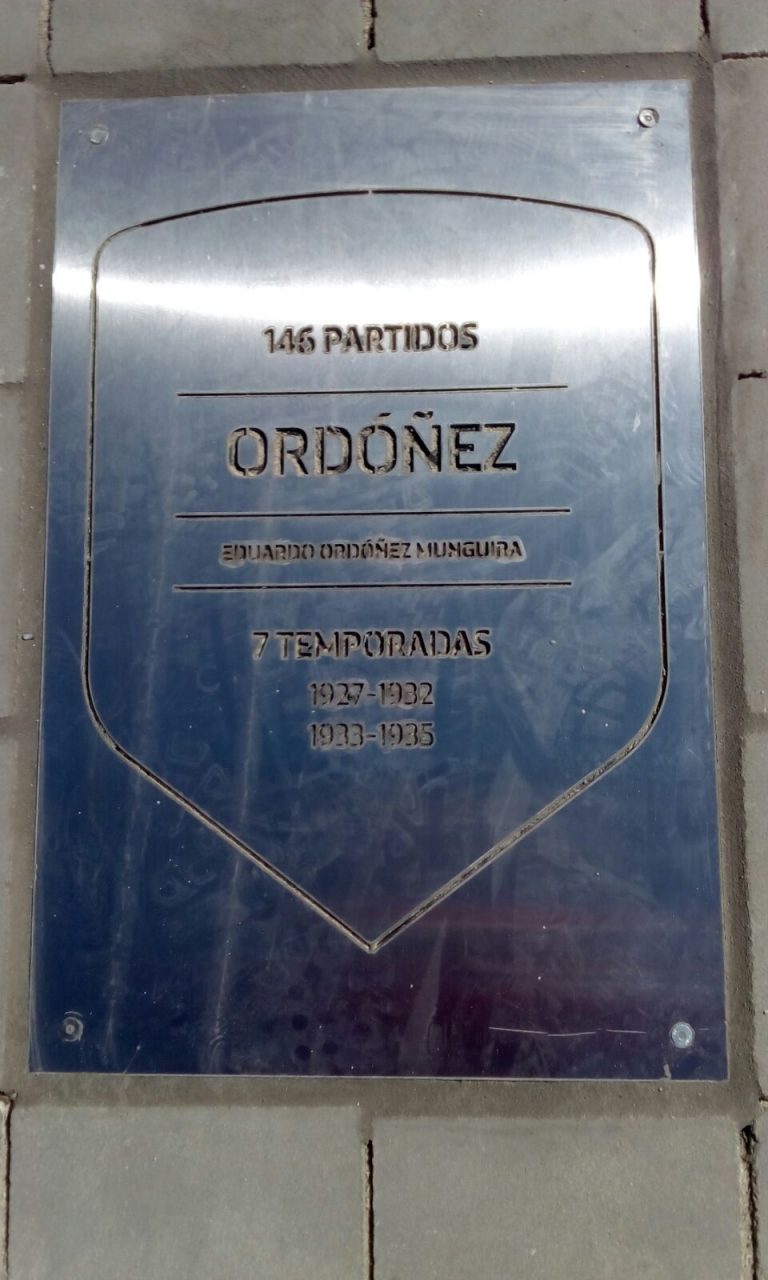 146 PARTIDOS
ORDÓÑEZ
EDUARDO ORDÓÑEZ MUNGUIRA
7 TEMPORADAS
1927-1932
1933-1935